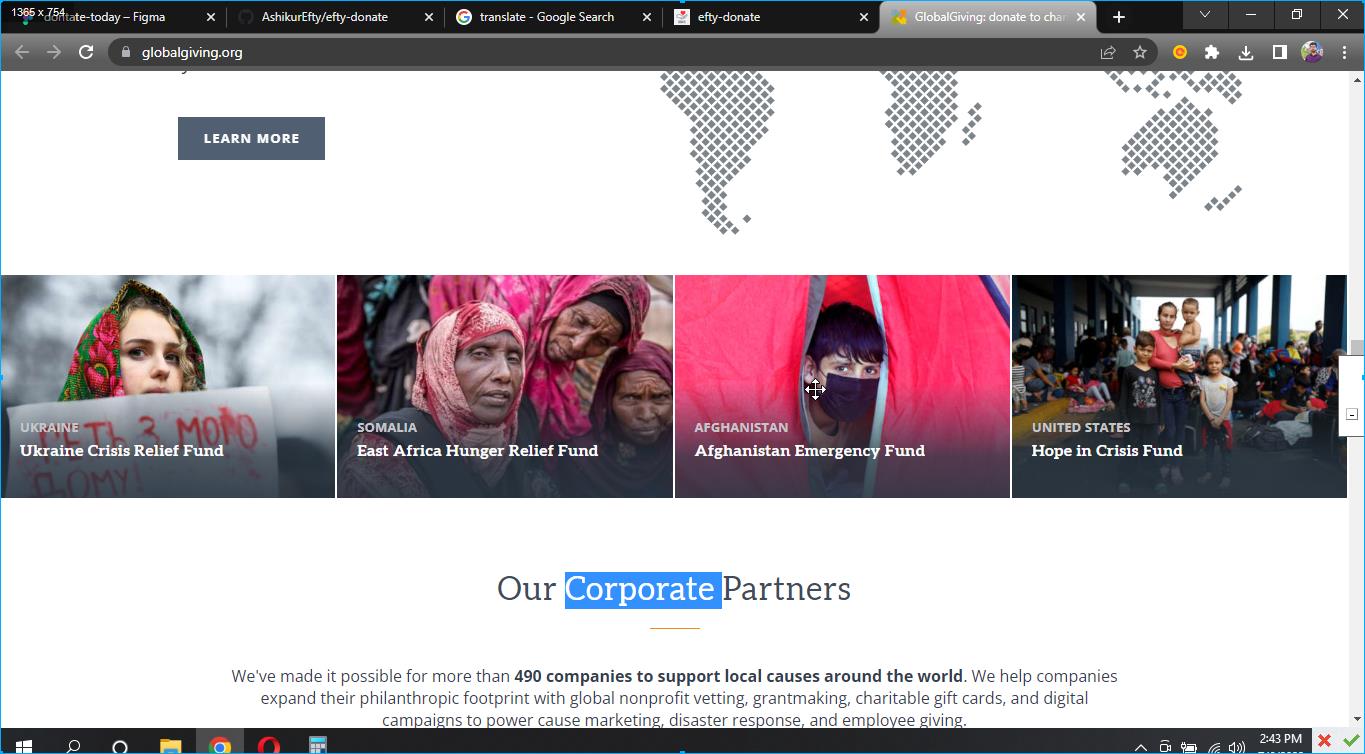 1365 x 754
donate-today – Figma
AshikurEfty/efty-donate
translate - Google Search
efty-donate
GlobalGiving: donate to char
globalgiving.org
LEARN MORE
UKRAINE
Ukraine Crisis Relief Fund
SOMALIA
East Africa Hunger Relief Fund
AFGHANISTAN
Afghanistan Emergency Fund
UNITED STATES
Hope in Crisis Fund
Our Corporate Partners
We've made it possible for more than 490 companies to support local causes around the world. We help companies
expand their philanthropic footprint with global nonprofit vetting, grantmaking, charitable gift cards, and digital
campaigns to power cause marketing, disaster response, and employee giving.
2:43 PM